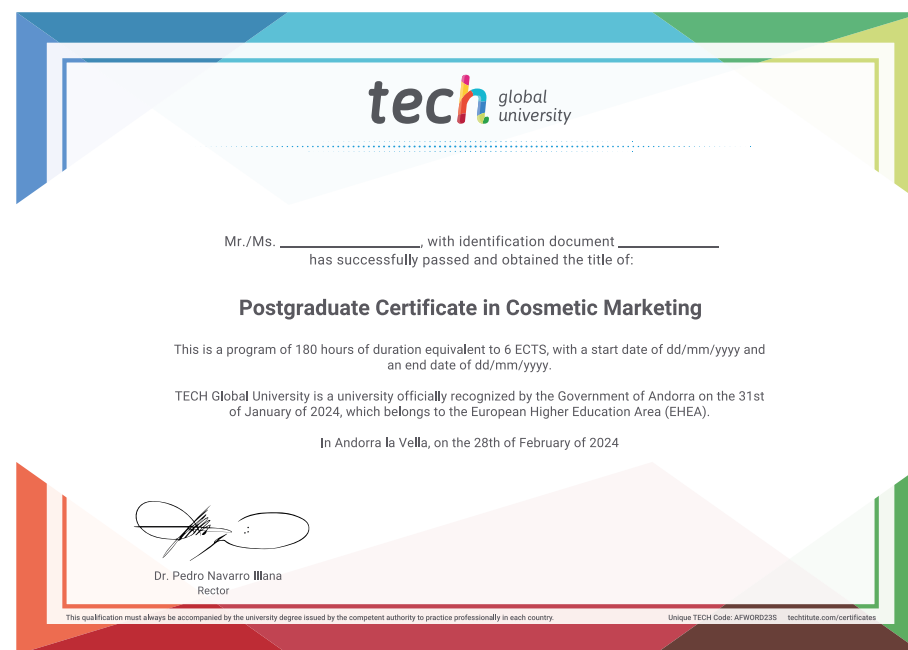 tech global
university
Mr./Ms. ____________, with identification document ____________
has successfully passed and obtained the title of:
Postgraduate Certificate in Cosmetic Marketing
This is a program of 180 hours of duration equivalent to 6 ECTS, with a start date of dd/mm/yyyy and
an end date of dd/mm/yyyy.
TECH Global University is a university officially recognized by the Government of Andorra on the 31st
of January of 2024, which belongs to the European Higher Education Area (EHEA).
In Andorra la Vella, on the 28th of February of 2024
Dr. Pedro Navarro Illana
Rector
This qualification must always be accompanied by the university degree issued by the competent authority to practice professionally in each country. Unique TECH Code: AFWORD23S techtitute.com/certificates